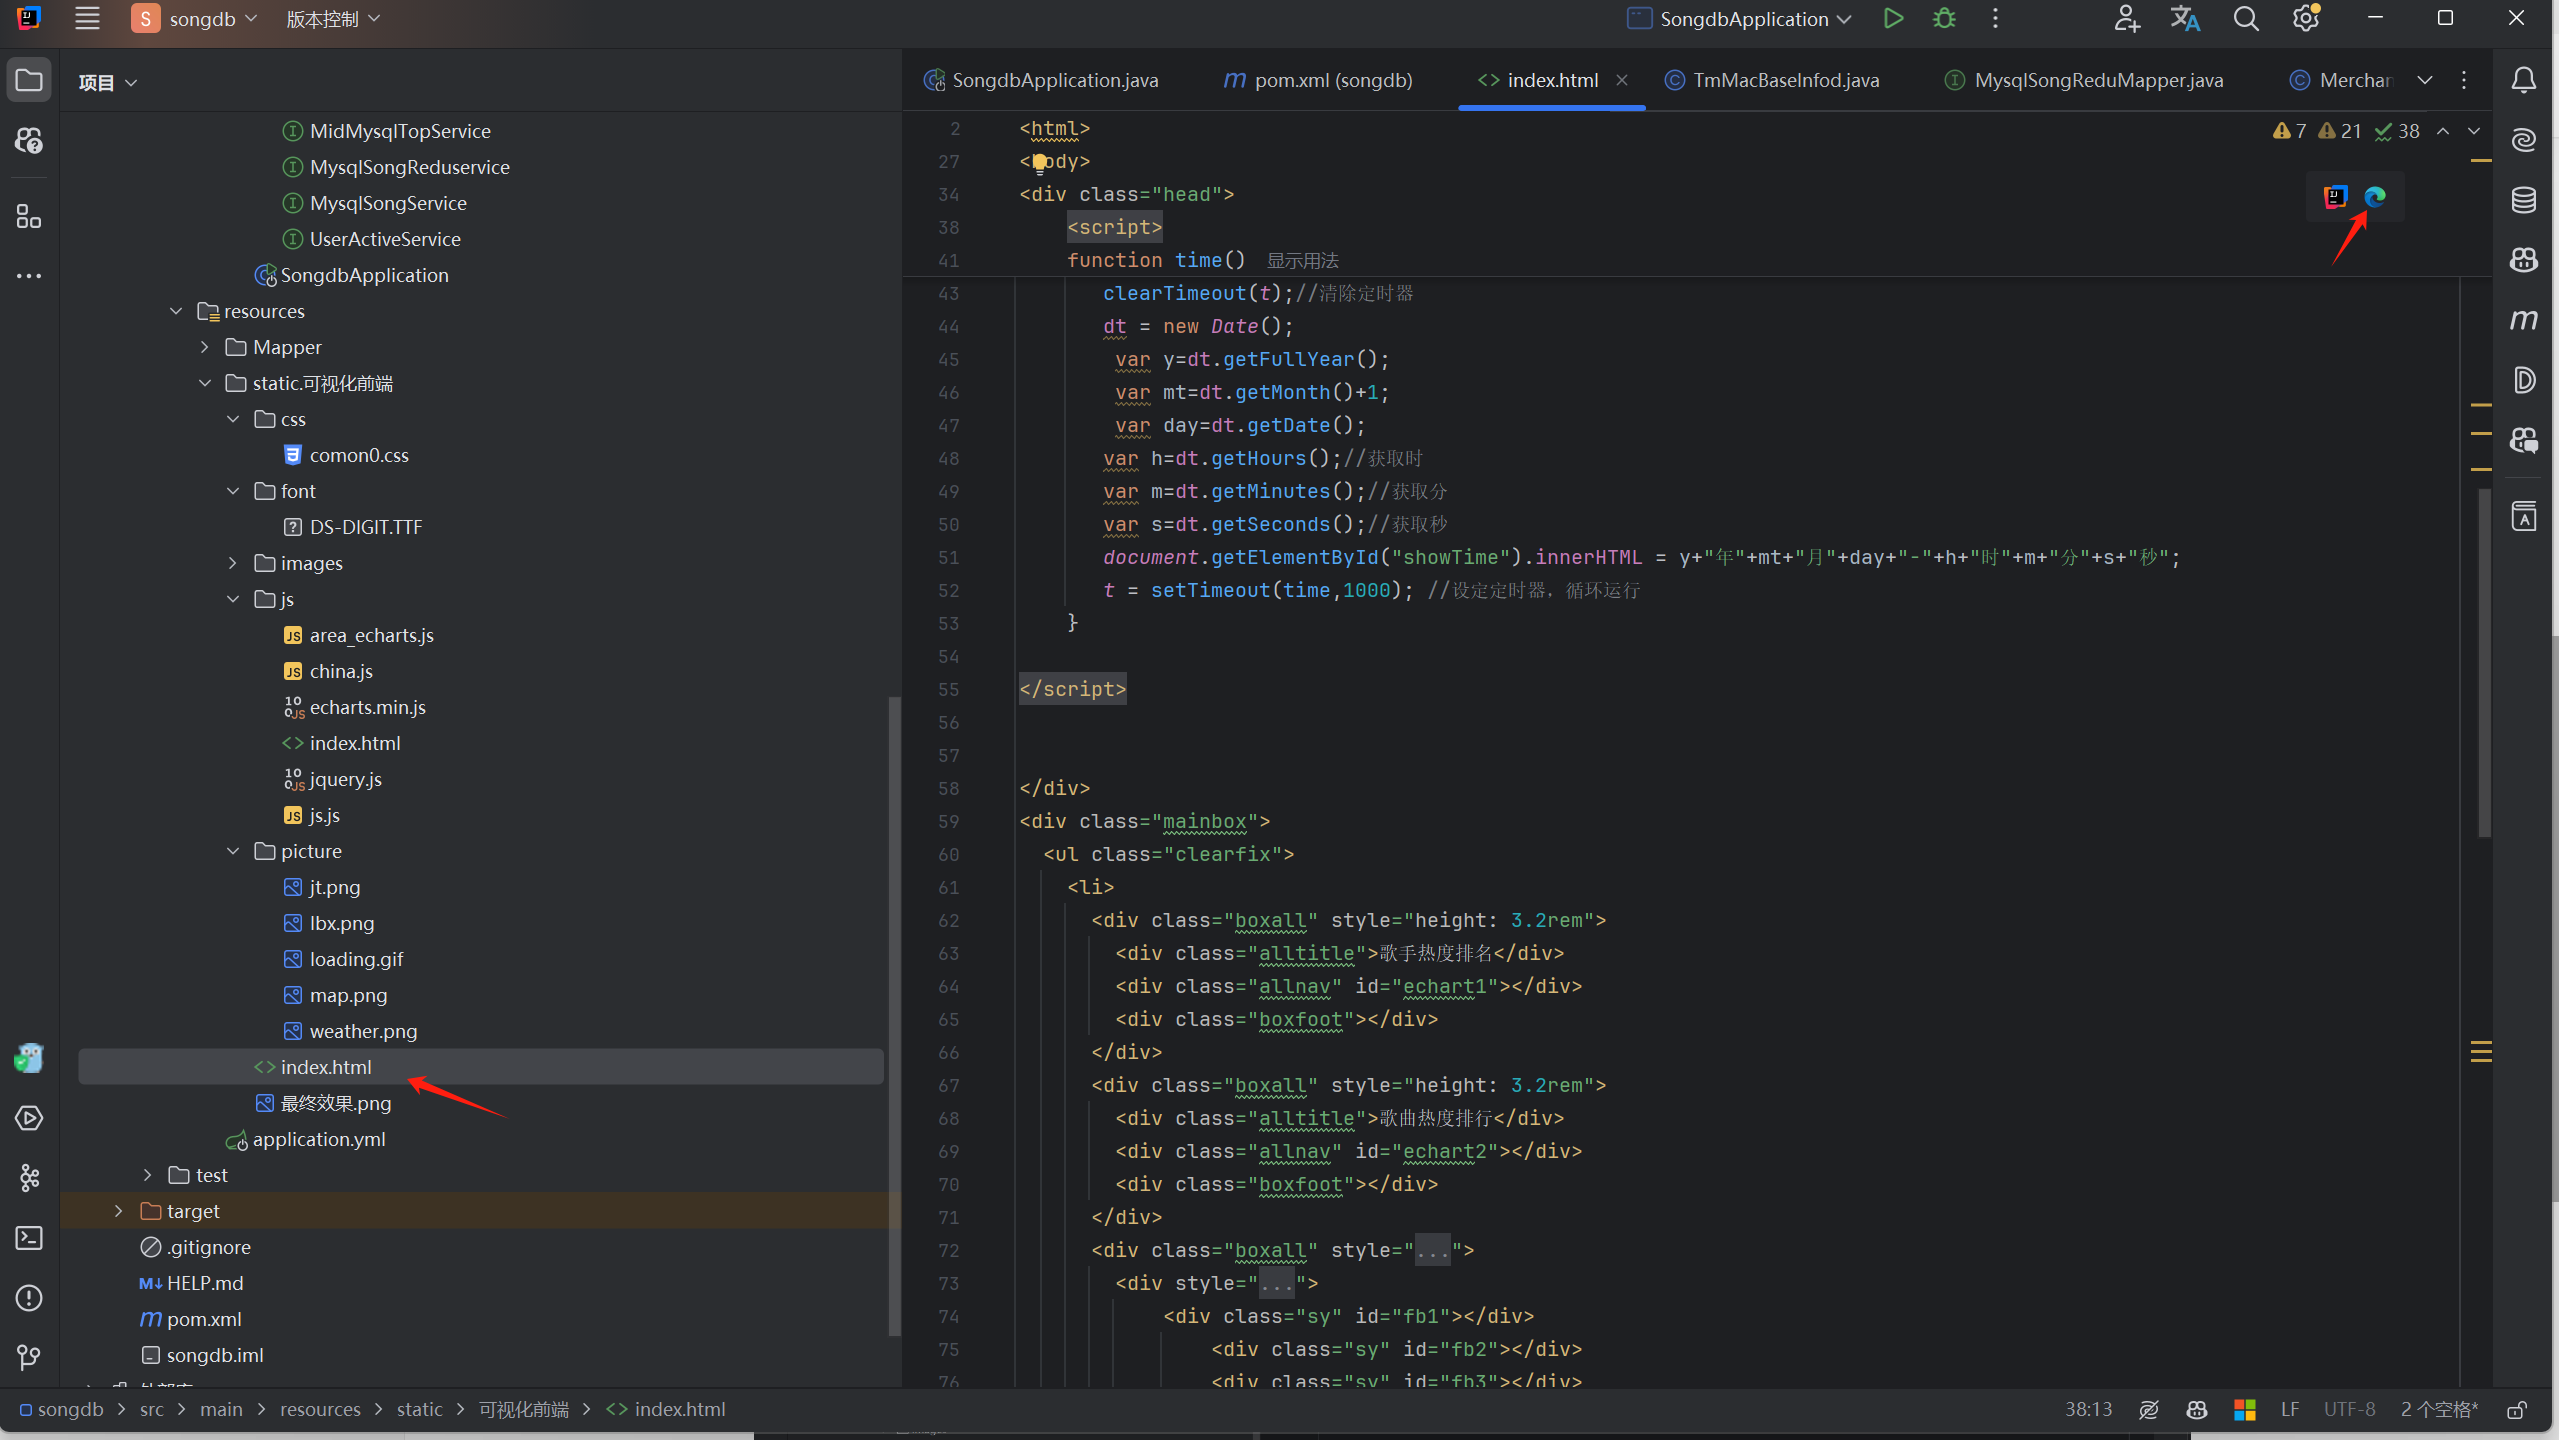 S songdb 版本控制
SongdbApplication
项目
MidMysqlTopService
MysqlSongReduservice
MysqlSongService
UserActiveService
SongdbApplication
resources
Mapper
static.可视化前端
css
comon0.css
font
DS-DIGIT.TTF
images
js
area_echarts.js
china.js
echarts.min.js
index.html
jquery.js
js.js
picture
jt.png
lbx.png
loading.gif
map.png
weather.png
index.html
最终效果.png
application.yml
test
target
.gitignore
HELP.md
pom.xml
songdb.iml
SongdbApplication.java pom.xml (songdb) index.html TmMacBaseInfod.java MysqlSongReduMapper.java Merchan
7 21 38
2 <html>
27 <body>
34 <div class="head">
38 <script>
41 function time() 显示用法
43 clearTimeout(t);//清除定时器
44 dt = new Date();
45 var y=dt.getFullYear();
46 var mt=dt.getMonth()+1;
47 var day=dt.getDate();
48 var h=dt.getHours();//获取时
49 var m=dt.getMinutes();//获取分
50 var s=dt.getSeconds();//获取秒
51 document.getElementById("showTime").innerHTML = y+"年"+mt+"月"+day+"-"+h+"时"+m+"分"+s+"秒";
52 t = setTimeout(time,1000); //设定定时器，循环运行
53 }
54
55 </script>
56
57
58 </div>
59 <div class="mainbox">
60 <ul class="clearfix">
61 <li>
62 <div class="boxall" style="height: 3.2rem">
63 <div class="alltitle">歌手热度排名</div>
64 <div class="allnav" id="echart1"></div>
65 <div class="boxfoot"></div>
66 </div>
67 <div class="boxall" style="height: 3.2rem">
68 <div class="alltitle">歌曲热度排行</div>
69 <div class="allnav" id="echart2"></div>
70 <div class="boxfoot"></div>
71 </div>
72 <div class="boxall" style="...">
73 <div style="...">
74 <div class="sy" id="fb1"></div>
75 <div class="sy" id="fb2"></div>
76 <div class="sy" id="fb3"></div>
songdb > src > main > resources > static > 可视化前端 > index.html
38:13 LF UTF-8 2 个空格*